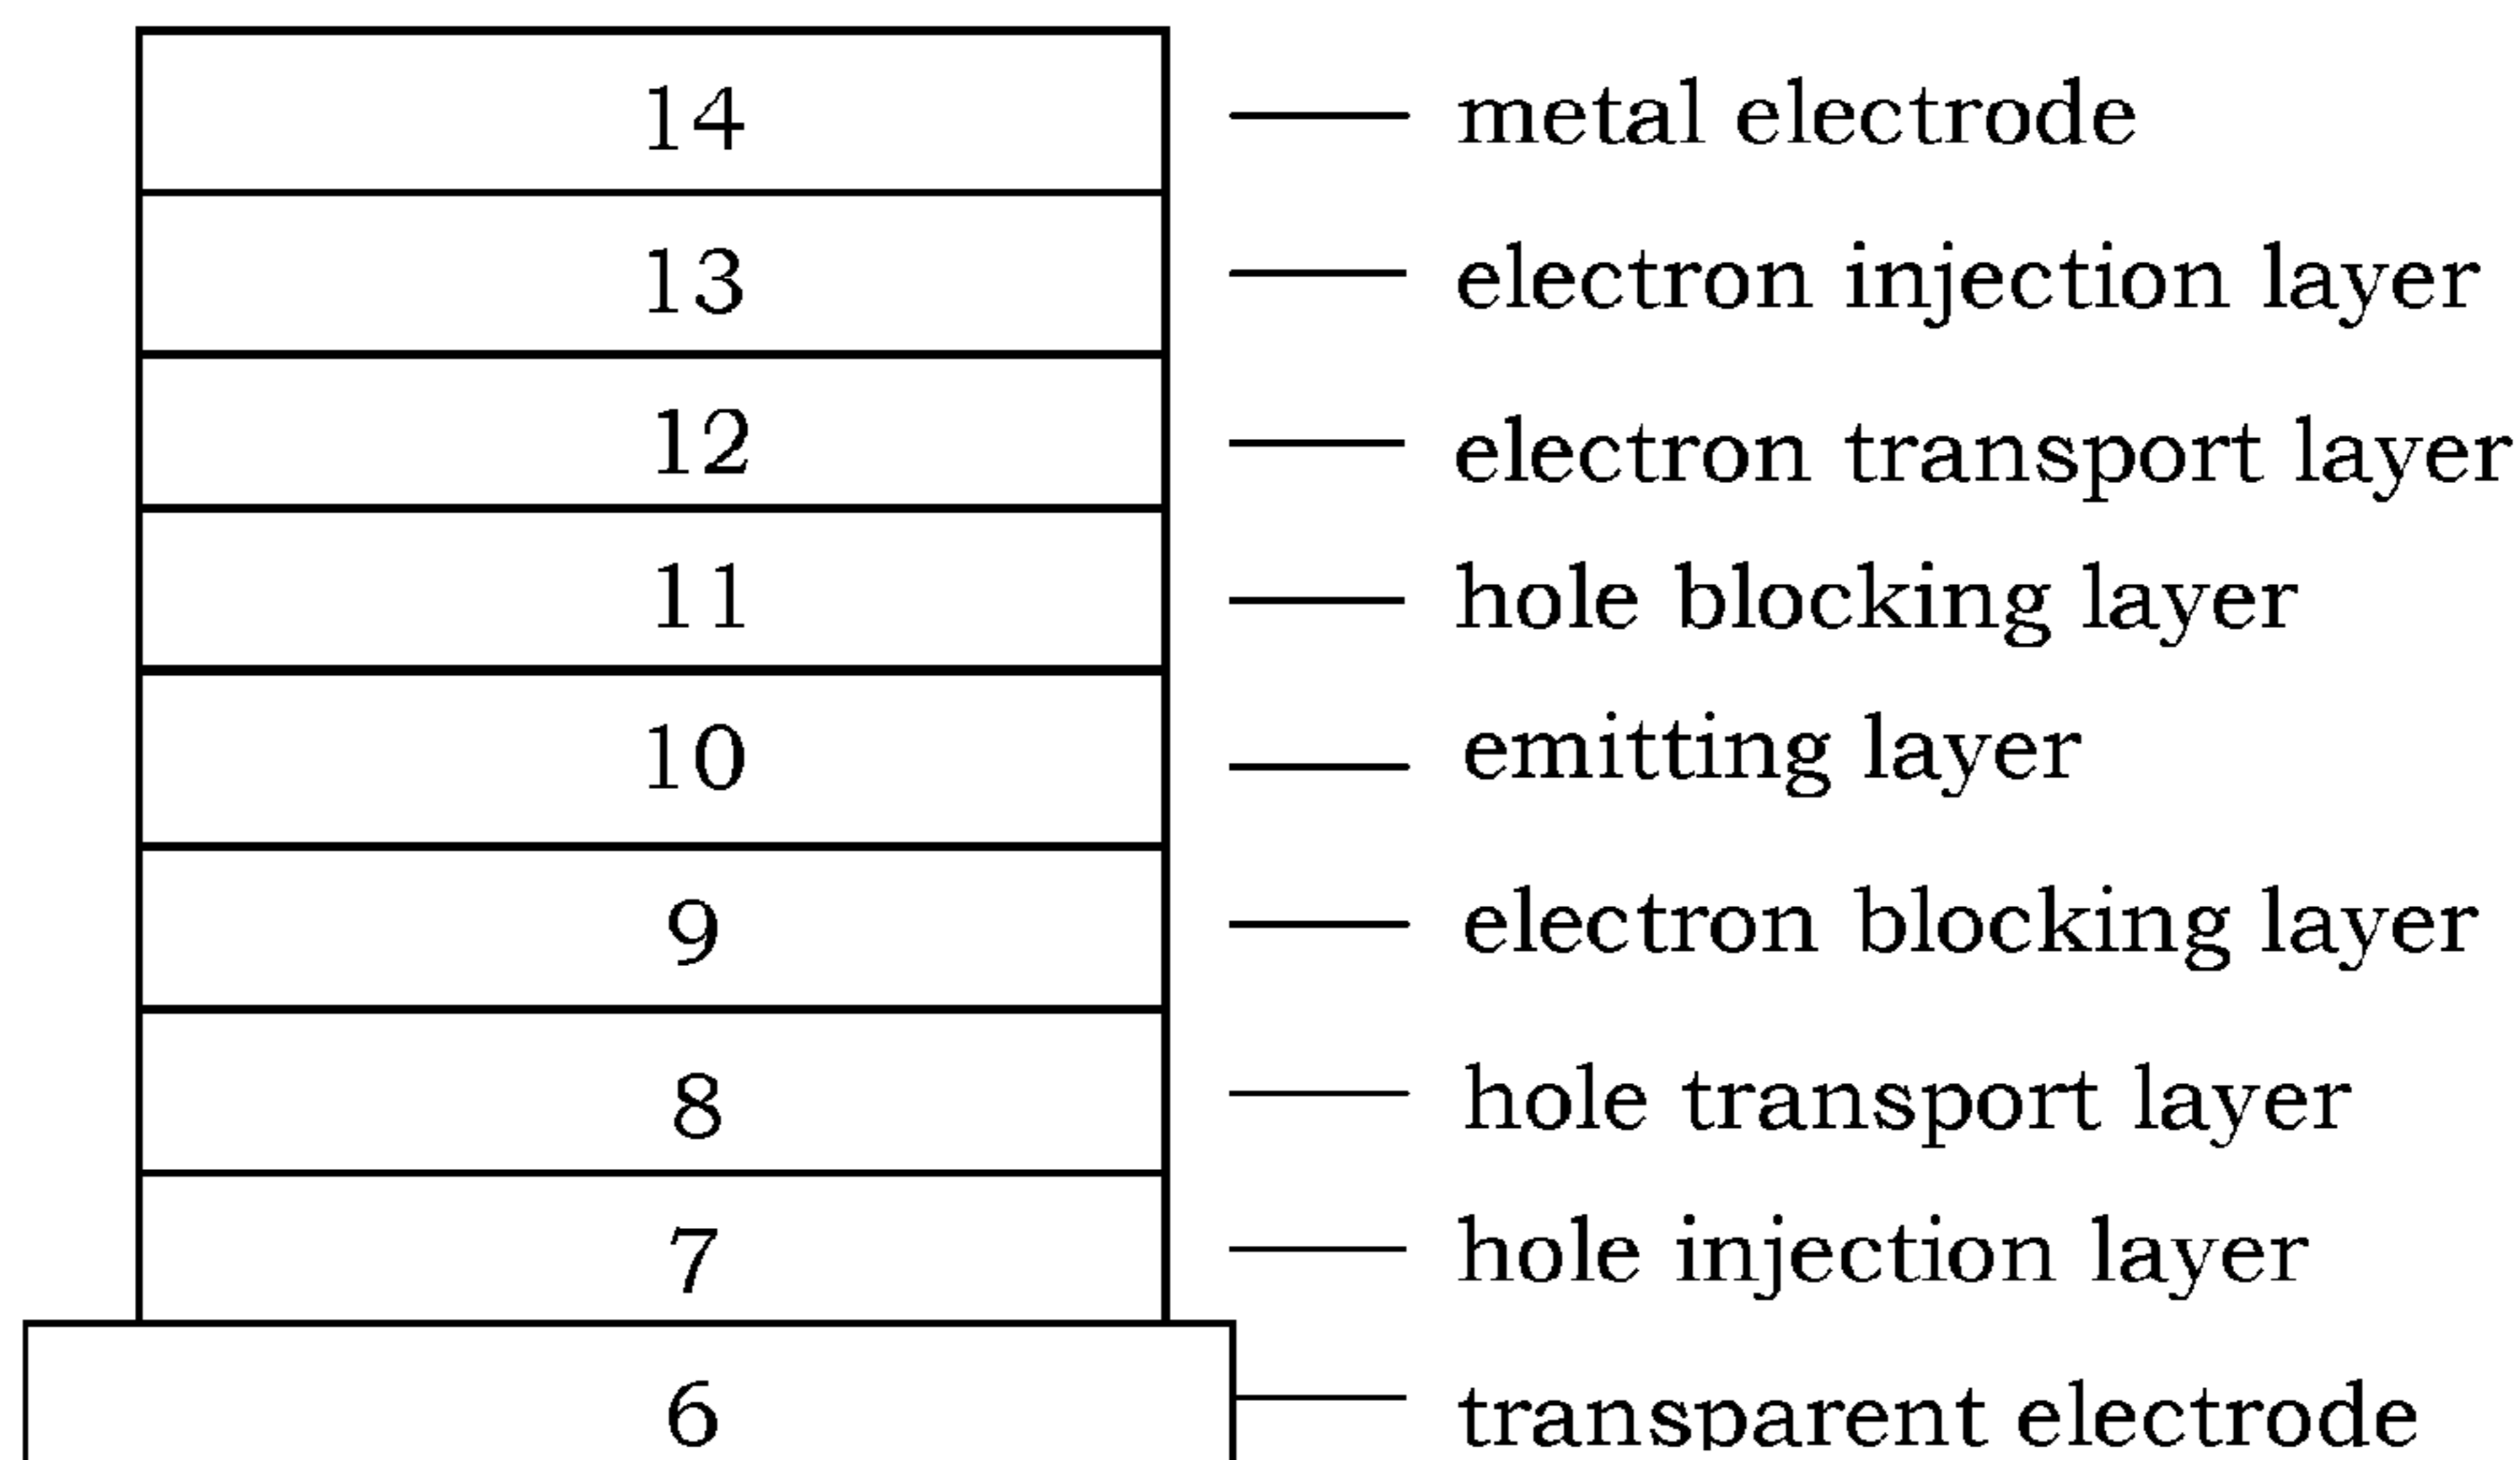 14 metal electrode
13 electron injection layer
12 electron transport layer
11 hole blocking layer
10 emitting layer
9 electron blocking layer
8 hole transport layer
7 hole injection layer
6 transparent electrode